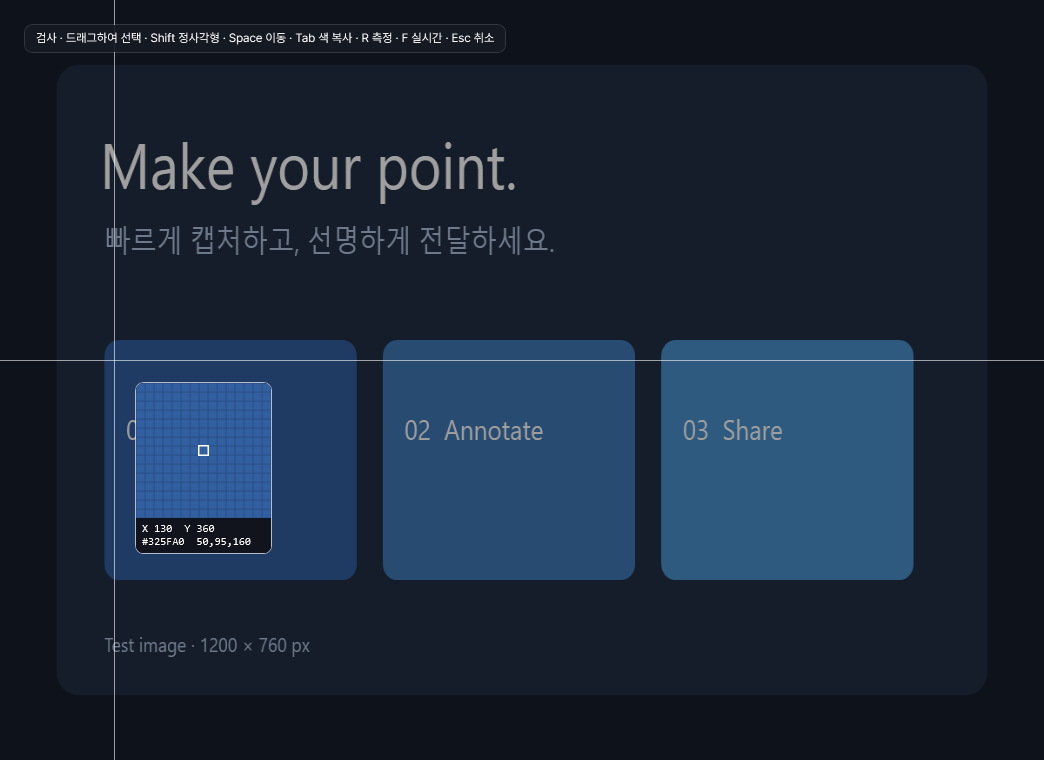 검사 · 드래그하여 선택 · Shift 정사각형 · Space 이동 · Tab 색 복사 · R 측정 · F 실시간 · Esc 취소
Make your point.
빠르게 캡처하고, 선명하게 전달하세요.
02 Annotate
03 Share
X 130 Y 360
#325FA0 50,95,160
Test image · 1200 × 760 px